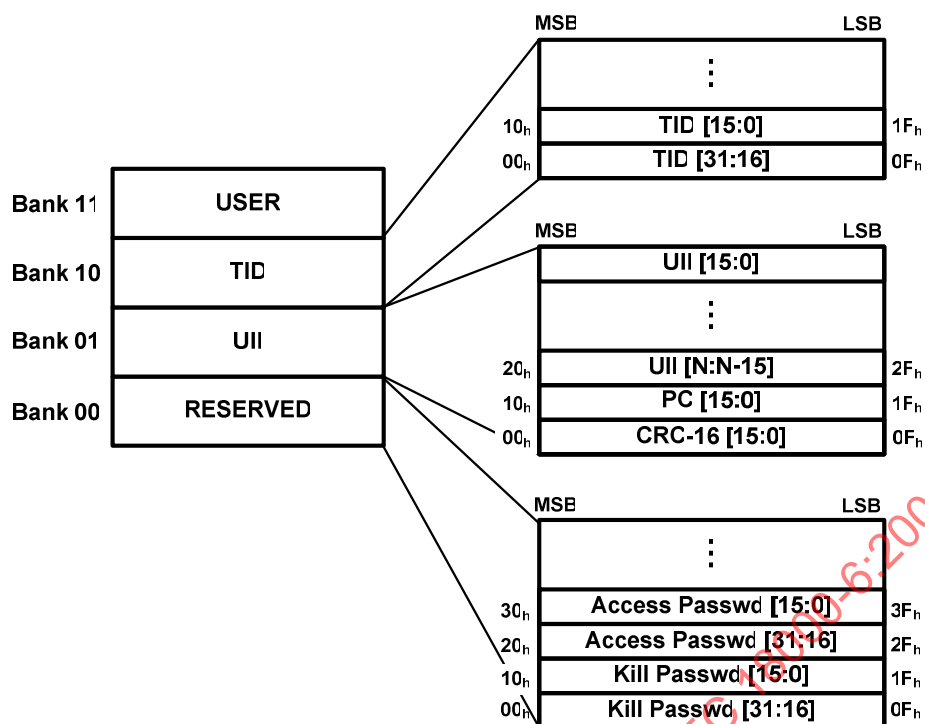 MSB LSB
⋮
10h TID [15:0] 1Fh
00h TID [31:16] 0Fh
Bank 11 USER
Bank 10 TID
Bank 01 UII
Bank 00 RESERVED
MSB LSB
UII [15:0]
⋮
20h UII [N:N-15] 2Fh
10h PC [15:0] 1Fh
00h CRC-16 [15:0] 0Fh
MSB LSB
⋮
30h Access Passwd [15:0] 3Fh
20h Access Passwd [31:16] 2Fh
10h Kill Passwd [15:0] 1Fh
00h Kill Passwd [31:16] 0Fh
18000-6:200